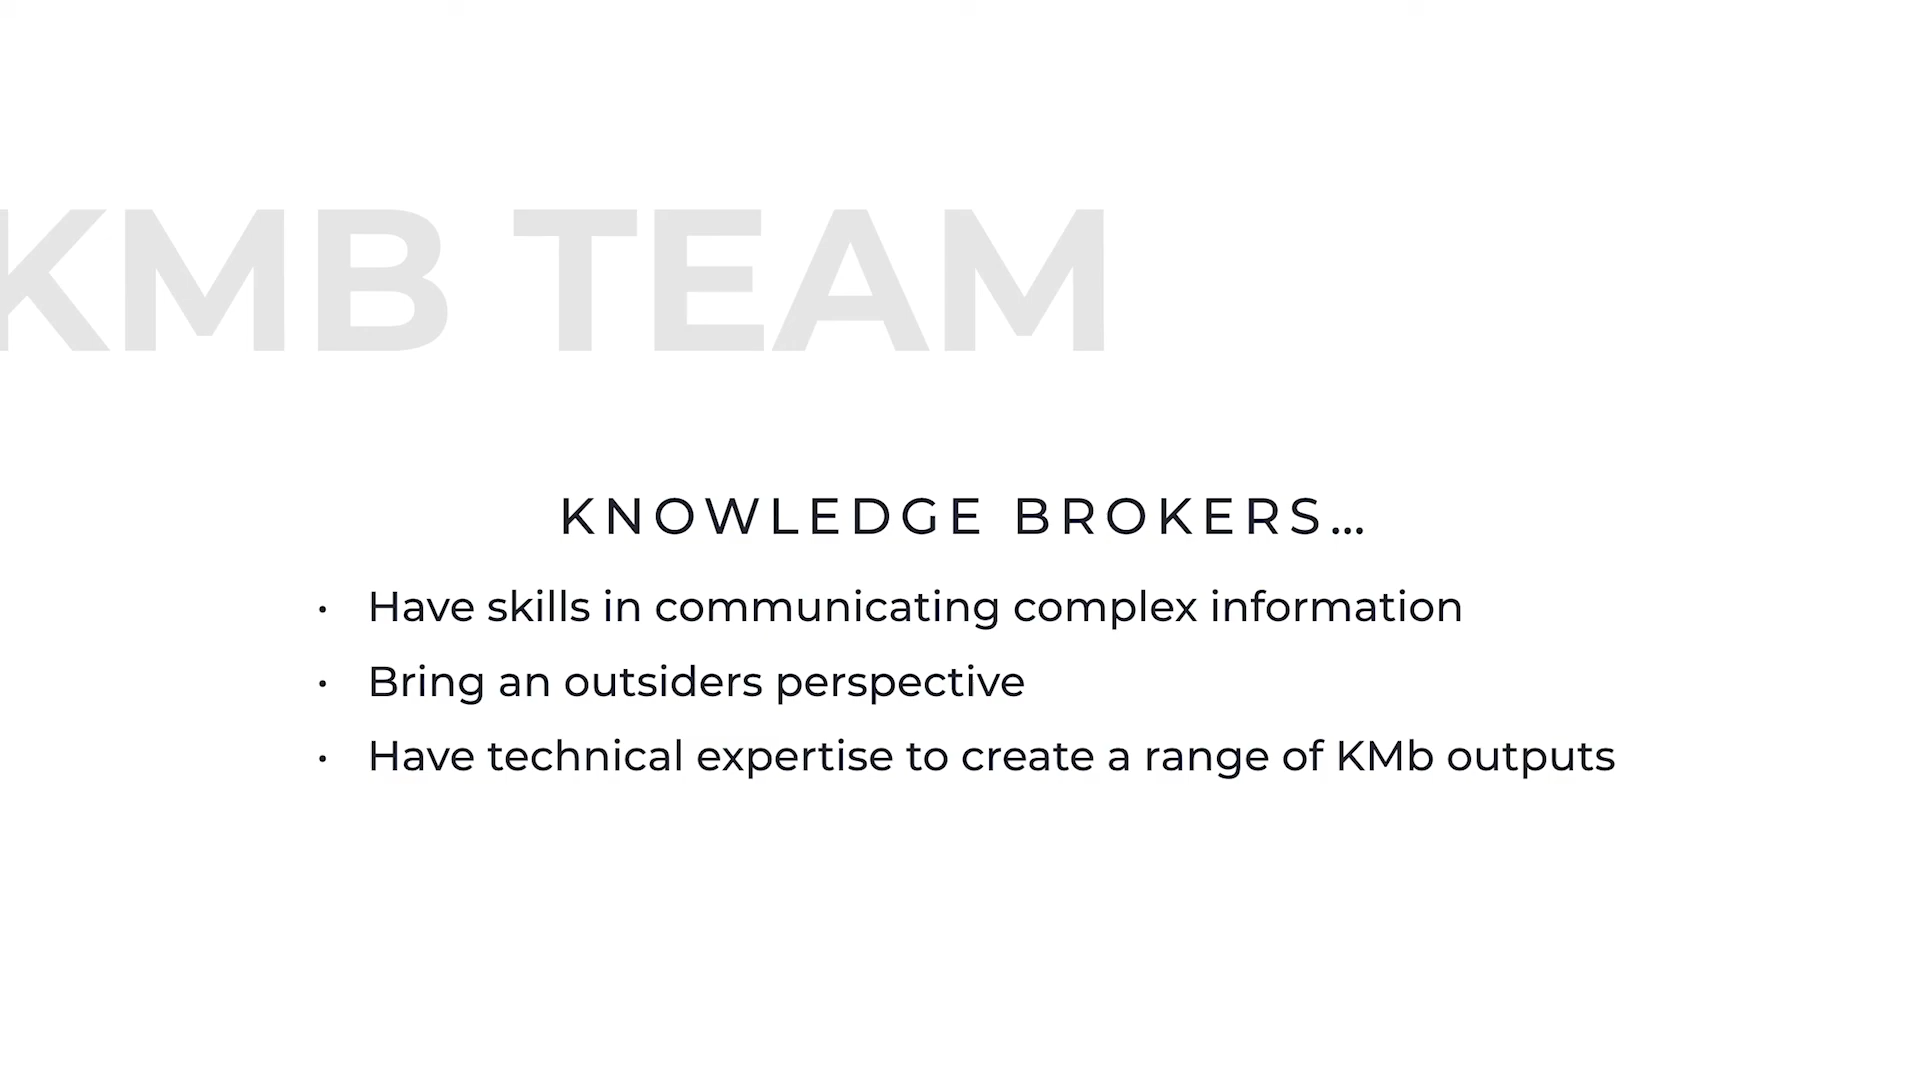 KMB TEAM
KNOWLEDGE BROKERS...
• Have skills in communicating complex information
• Bring an outsiders perspective
• Have technical expertise to create a range of KMb outputs